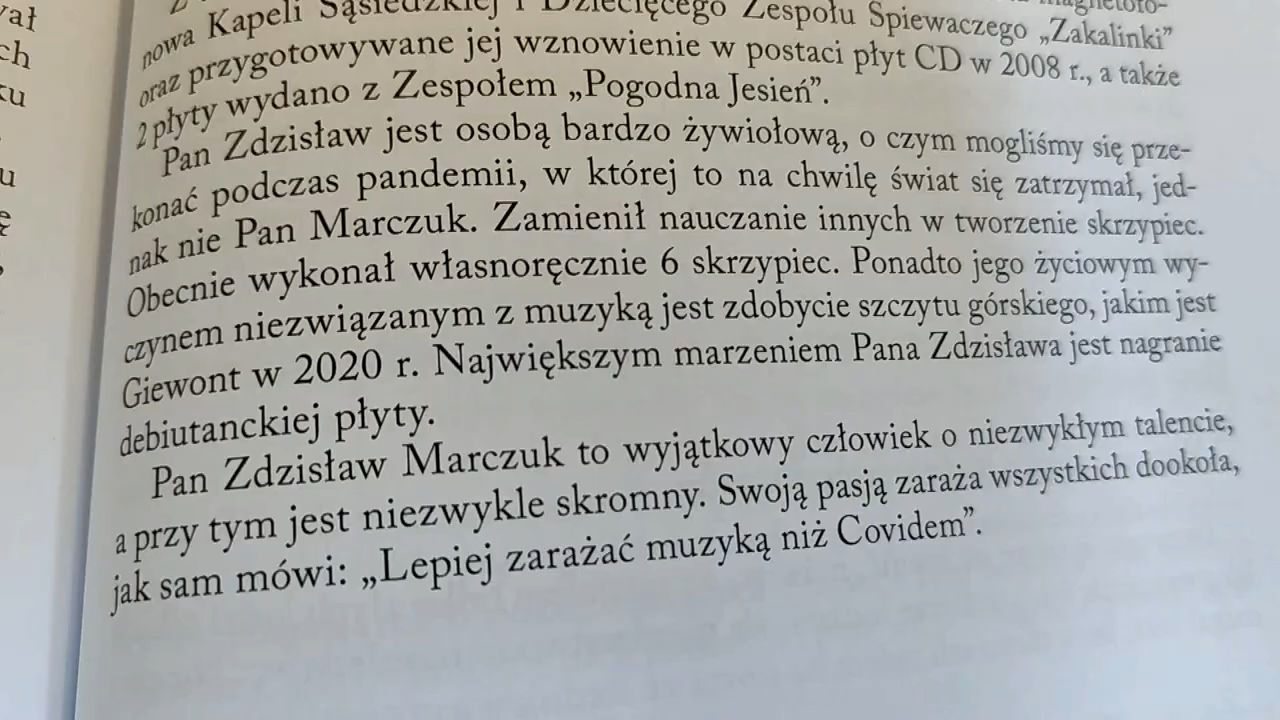 nowa Kapeli Sąsiedzkiej i Dziecięcego Zespołu Śpiewaczego „Zakalinki”
oraz przygotowywane jej wznowienie w postaci płyt CD w 2008 r., a także
2 płyty wydano z Zespołem „Pogodna Jesień”.
Pan Zdzisław jest osobą bardzo żywiołową, o czym mogliśmy się prze-
konać podczas pandemii, w której to na chwilę świat się zatrzymał, jed-
nak nie Pan Marczuk. Zamienił nauczanie innych w tworzenie skrzypiec.
Obecnie wykonał własnoręcznie 6 skrzypiec. Ponadto jego życiowym wy-
czynem niezwiązanym z muzyką jest zdobycie szczytu górskiego, jakim jest
Giewont w 2020 r. Największym marzeniem Pana Zdzisława jest nagranie
debiutanckiej płyty.
Pan Zdzisław Marczuk to wyjątkowy człowiek o niezwykłym talencie,
a przy tym jest niezwykle skromny. Swoją pasją zaraża wszystkich dookoła,
jak sam mówi: „Lepiej zarażać muzyką niż Covidem”.